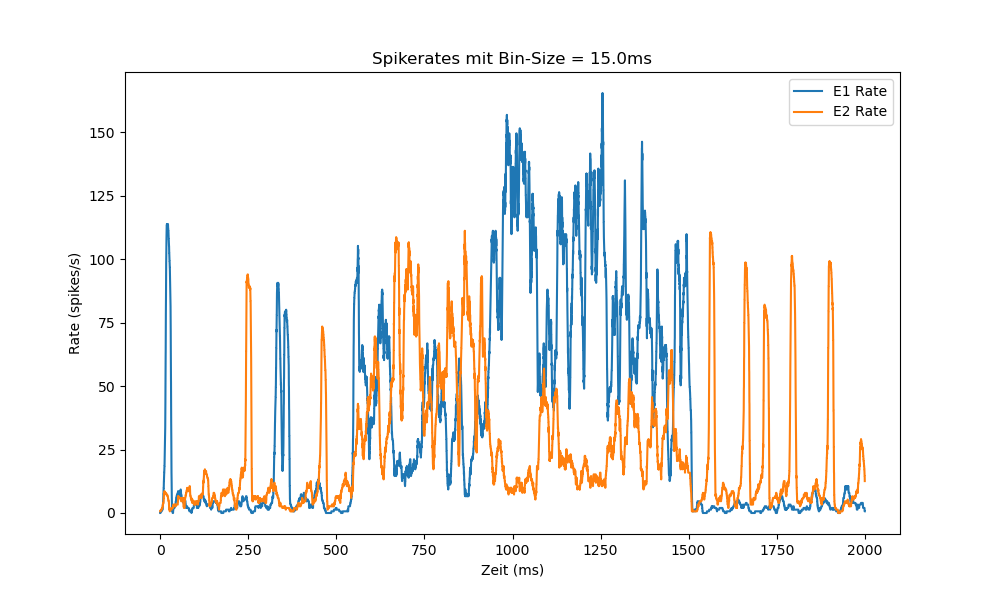 Spikerates mit Bin-Size = 15.0ms
E1 Rate
E2 Rate
Rate (spikes/s)
150
125
100
75
50
25
0
0 250 500 750 1000 1250 1500 1750 2000
Zeit (ms)